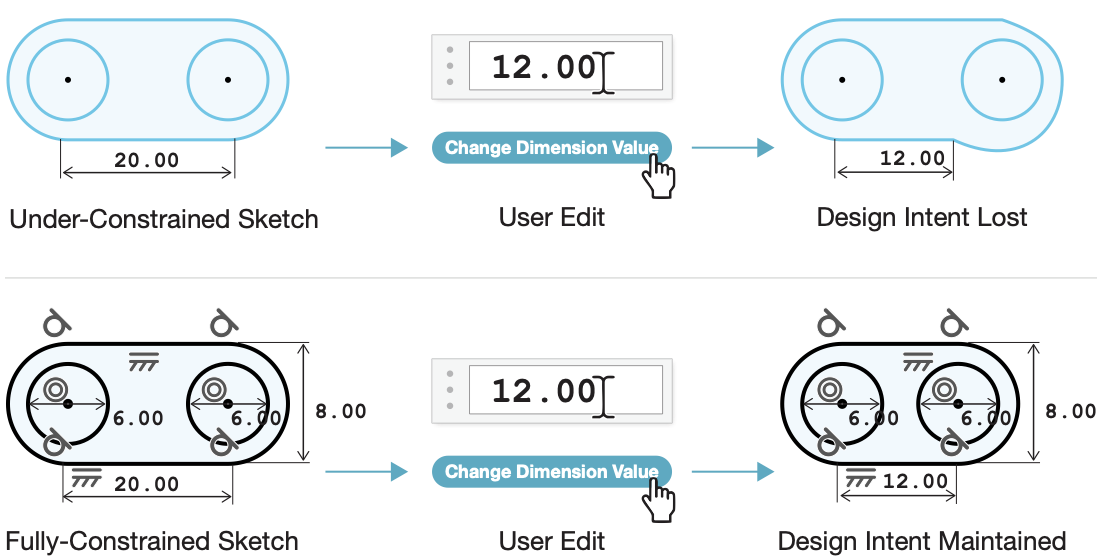 12.00
Change Dimension Value
20.00
12.00
Under-Constrained Sketch
User Edit
Design Intent Lost
12.00
6.00
6.00
8.00
6.00
6.00
8.00
Change Dimension Value
20.00
12.00
Fully-Constrained Sketch
User Edit
Design Intent Maintained